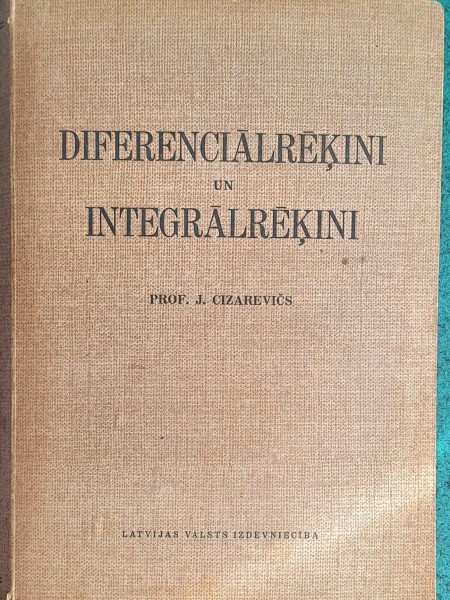 DIFERENCIĀLRĒĶINI
UN
INTEGRĀLRĒĶINI
PROF. J. CIZAREVIČS
LATVIJAS VALSTS IZDEVNIECĪBA